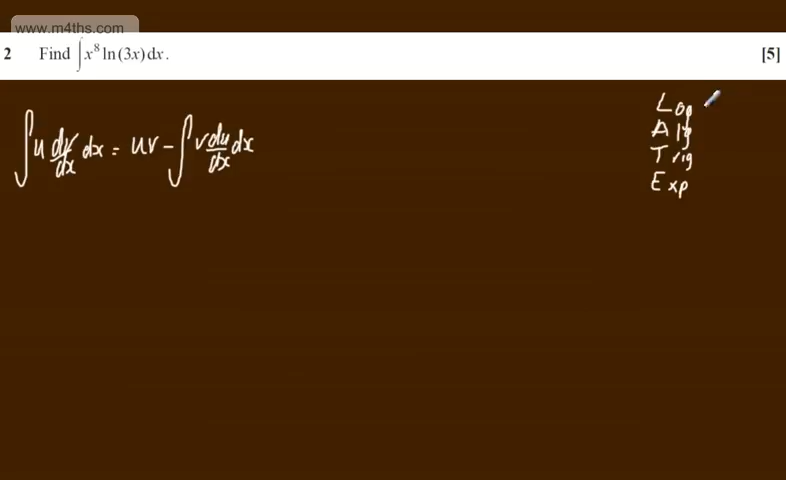 www.m4ths.com
2 Find ∫x⁸ ln(3x) dx. [5]
∫u dv/dx dx = uv - ∫v du/dx dx
Log
Alg
Trig
Exp